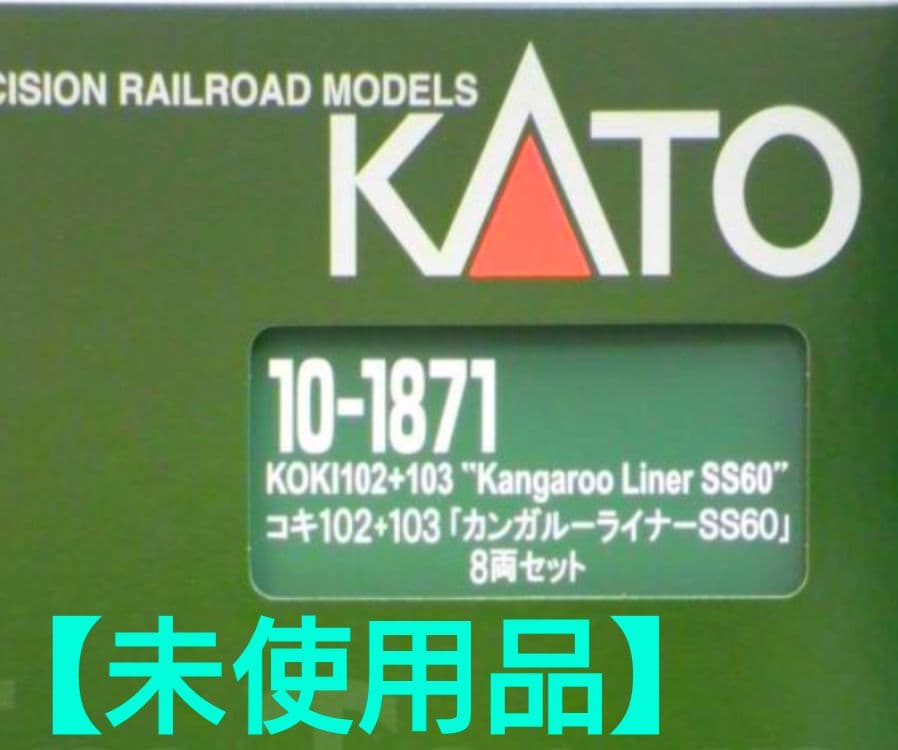 CISION RAILROAD MODELS
KATO
10-1871
KOKI102+103 "Kangaroo Liner SS60"
コキ102+103「カンガルーライナーSS60」
8両セット
【未使用品】